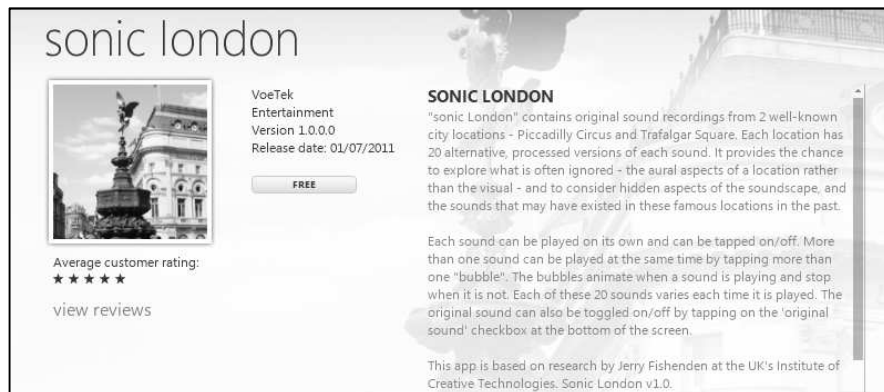 sonic london
VoeTek
Entertainment
Version 1.0.0.0
Release date: 01/07/2011
FREE
Average customer rating:
★ ★ ★ ★ ★
view reviews
SONIC LONDON
"sonic London" contains original sound recordings from 2 well-known
city locations - Piccadilly Circus and Trafalgar Square. Each location has
20 alternative, processed versions of each sound. It provides the chance
to explore what is often ignored - the aural aspects of a location rather
than the visual - and to consider hidden aspects of the soundscape, and
the sounds that may have existed in these famous locations in the past.
Each sound can be played on its own and can be tapped on/off. More
than one sound can be played at the same time by tapping more than
one "bubble". The bubbles animate when a sound is playing and stop
when it is not. Each of these 20 sounds varies each time it is played. The
original sound can also be toggled on/off by tapping on the 'original
sound' checkbox at the bottom of the screen.
This app is based on research by Jerry Fishenden at the UK's Institute of
Creative Technologies. Sonic London v1.0.